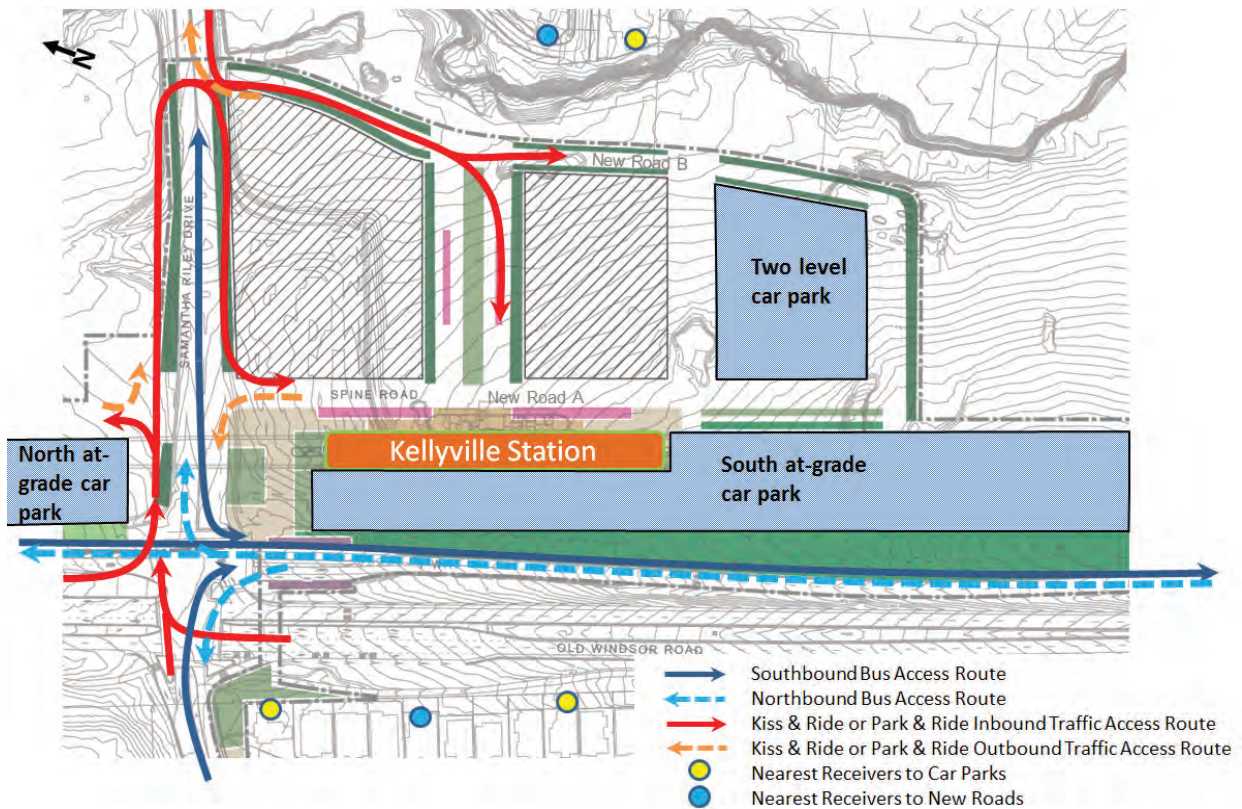 N
New Road B
SAMANTHA RILEY DRIVE
Two level
car park
SPINE ROAD
New Road A
North at-
grade car
park
Kellyville Station
South at-grade
car park
OLD WINDSOR ROAD
Southbound Bus Access Route
Northbound Bus Access Route
Kiss & Ride or Park & Ride Inbound Traffic Access Route
Kiss & Ride or Park & Ride Outbound Traffic Access Route
Nearest Receivers to Car Parks
Nearest Receivers to New Roads